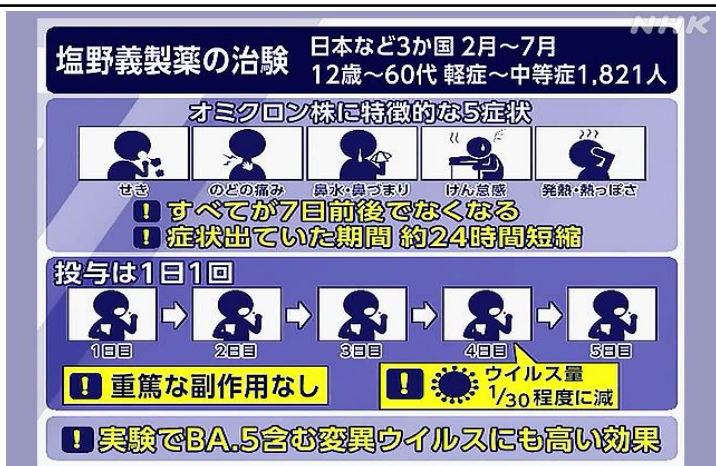 NHK
塩野義製薬の治験
日本など3か国 2月~7月
12歳~60代 軽症~中等症1,821人
オミクロン株に特徴的な5症状
せき
のどの痛み
鼻水・鼻づまり
けん怠感
???
発熱・熱っぽさ
! すべてが7日前後でなくなる
! 症状出ていた期間 約24時間短縮
投与は1日1回
1日目
2日目
3日目
4日目
5日目
! 重篤な副作用なし
! ウイルス量
1/30程度に減
! 実験でBA.5含む変異ウイルスにも高い効果